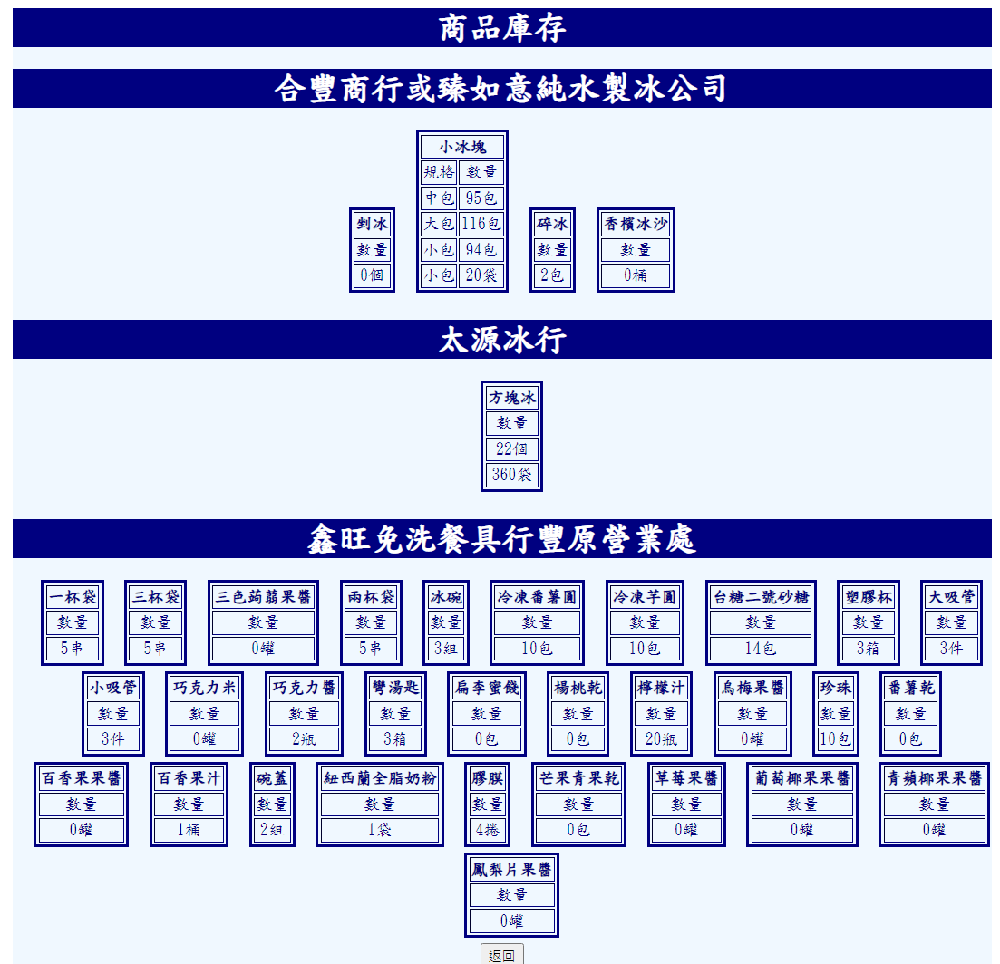 商品庫存
合豐商行或臻如意純水製冰公司
小冰塊
規格 數量
中包 95包
大包 116包
小包 94包
小包 20袋
剉冰
數量
0個
碎冰
數量
2包
香檳冰沙
數量
0桶
太源冰行
方塊冰
數量
22個
360袋
鑫旺免洗餐具行豐原營業處
一杯袋 三杯袋 三色蒟蒻果醬 兩杯袋 冰碗 冷凍番薯圓 冷凍芋圓 台糖二號砂糖 塑膠杯 大吸管
數量 數量 數量 數量 數量 數量 數量 數量 數量 數量
5串 5串 0罐 5串 3組 10包 10包 14包 3箱 3件
小吸管 巧克力米 巧克力醬 彎湯匙 扁李蜜餞 楊桃乾 檸檬汁 烏梅果醬 珍珠 番薯乾
數量 數量 數量 數量 數量 數量 數量 數量 數量 數量
3件 0罐 2瓶 3箱 0包 0包 20瓶 0罐 10包 0包
百香果果醬 百香果汁 碗蓋 紐西蘭全脂奶粉 膠膜 芒果青果乾 草莓果醬 葡萄椰果果醬 青蘋椰果果醬
數量 數量 數量 數量 數量 數量 數量 數量 數量
0罐 1桶 2組 1袋 4捲 0包 0罐 0罐 0罐
鳳梨片果醬
數量
0罐
返回